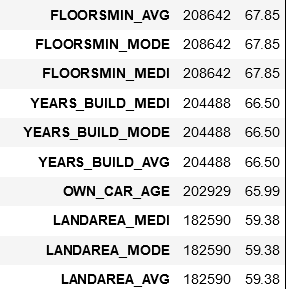 FLOORSMIN_AVG 208642 67.85
FLOORSMIN_MODE 208642 67.85
FLOORSMIN_MEDI 208642 67.85
YEARS_BUILD_MEDI 204488 66.50
YEARS_BUILD_MODE 204488 66.50
YEARS_BUILD_AVG 204488 66.50
OWN_CAR_AGE 202929 65.99
LANDAREA_MEDI 182590 59.38
LANDAREA_MODE 182590 59.38
LANDAREA_AVG 182590 59.38